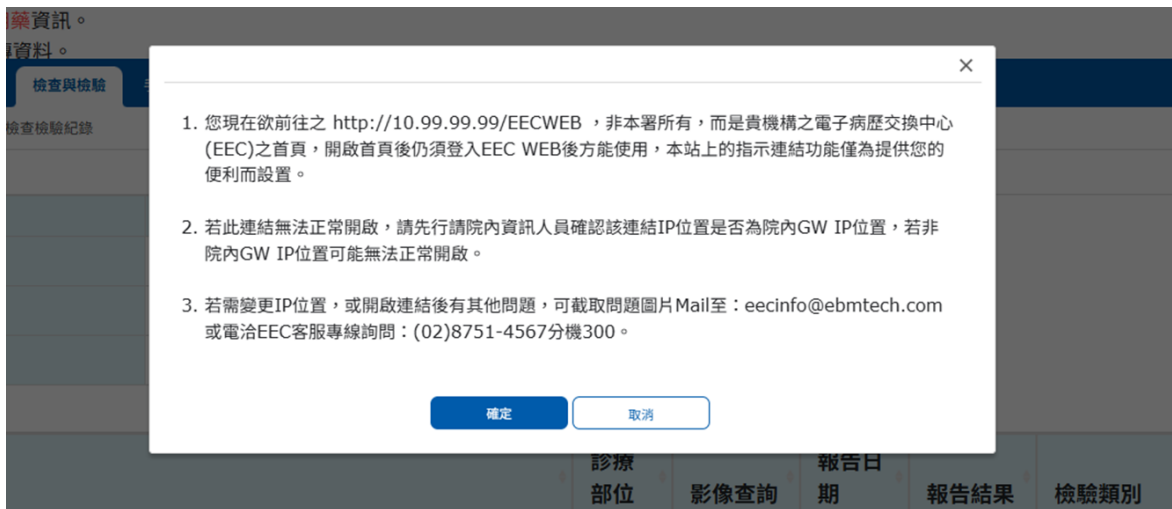 藥資訊。
資料。
檢查與檢驗
檢查檢驗紀錄
1. 您現在欲前往之 http://10.99.99.99/EECWEB ，非本署所有，而是貴機構之電子病歷交換中心
(EEC)之首頁，開啟首頁後仍須登入EEC WEB後方能使用，本站上的指示連結功能僅為提供您的
便利而設置。
2. 若此連結無法正常開啟，請先行請院內資訊人員確認該連結IP位置是否為院內GW IP位置，若非
院內GW IP位置可能無法正常開啟。
3. 若需變更IP位置，或開啟連結後有其他問題，可截取問題圖片Mail至：eecinfo@ebmtech.com
或電洽EEC客服專線詢問：(02)8751-4567分機300。
確定
取消
診療
部位
影像查詢
報告日
期
報告結果
檢驗類別